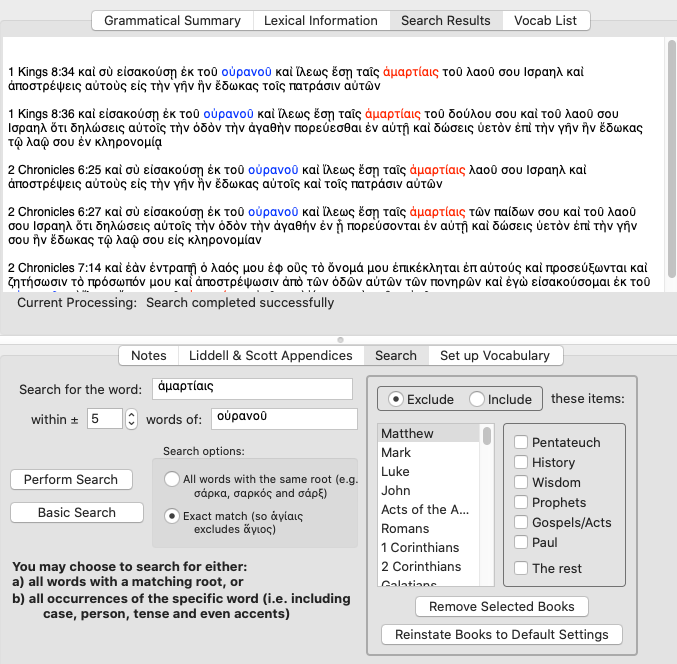 Grammatical Summary Lexical Information Search Results Vocab List
1 Kings 8:34 καὶ σὺ εἰσακούσῃ ἐκ τοῦ οὐρανοῦ καὶ ἵλεως ἔσῃ ταῖς ἁμαρτίαις τοῦ λαοῦ σου Ισραηλ καὶ
ἀποστρέψεις αὐτοὺς εἰς τὴν γῆν ἣν ἔδωκας τοῖς πατράσιν αὐτῶν
1 Kings 8:36 καὶ εἰσακούσῃ ἐκ τοῦ οὐρανοῦ καὶ ἵλεως ἔσῃ ταῖς ἁμαρτίαις τοῦ δούλου σου καὶ τοῦ λαοῦ σου
Ισραηλ ὅτι δηλώσεις αὐτοῖς τὴν ὁδὸν τὴν ἀγαθὴν πορεύεσθαι ἐν αὐτῇ καὶ δώσεις ὑετὸν ἐπὶ τὴν γῆν ἣν ἔδωκας
τῷ λαῷ σου ἐν κληρονομίᾳ
2 Chronicles 6:25 καὶ σὺ εἰσακούσῃ ἐκ τοῦ οὐρανοῦ καὶ ἵλεως ἔσῃ ταῖς ἁμαρτίαις λαοῦ σου Ισραηλ καὶ
ἀποστρέψεις αὐτοὺς εἰς τὴν γῆν ἣν ἔδωκας αὐτοῖς καὶ τοῖς πατράσιν αὐτῶν
2 Chronicles 6:27 καὶ σὺ εἰσακούσῃ ἐκ τοῦ οὐρανοῦ καὶ ἵλεως ἔσῃ ταῖς ἁμαρτίαις τῶν παίδων σου καὶ τοῦ λαοῦ
σου Ισραηλ ὅτι δηλώσεις αὐτοῖς τὴν ὁδὸν τὴν ἀγαθήν ἐν ᾗ πορεύσονται ἐν αὐτῇ καὶ δώσεις ὑετὸν ἐπὶ τὴν γῆν
σου ἣν ἔδωκας τῷ λαῷ σου εἰς κληρονομίαν
2 Chronicles 7:14 καὶ ἐὰν ἐντραπῇ ὁ λαός μου ἐφ οὓς τὸ ὄνομά μου ἐπικέκληται ἐπ αὐτούς καὶ προσεύξωνται καὶ
ζητήσωσιν τὸ πρόσωπόν μου καὶ ἀποστρέψωσιν ἀπὸ τῶν ὁδῶν αὐτῶν τῶν πονηρῶν καὶ ἐγὼ εἰσακούσομαι ἐκ τοῦ
Current Processing: Search completed successfully
Notes Liddell & Scott Appendices Search Set up Vocabulary
Search for the word: ἁμαρτίαις
within ± 5 words of: οὐρανοῦ
Search options:
All words with the same root (e.g.
σάρκα, σαρκός and σάρξ)
Exact match (so ἁγίαις
excludes ἅγιος)
Perform Search
Basic Search
You may choose to search for either:
a) all words with a matching root, or
b) all occurrences of the specific word (i.e. including
case, person, tense and even accents)
Exclude Include these items:
Matthew
Mark
Luke
John
Acts of the A...
Romans
1 Corinthians
2 Corinthians
Galatians
Pentateuch
History
Wisdom
Prophets
Gospels/Acts
Paul
The rest
Remove Selected Books
Reinstate Books to Default Settings